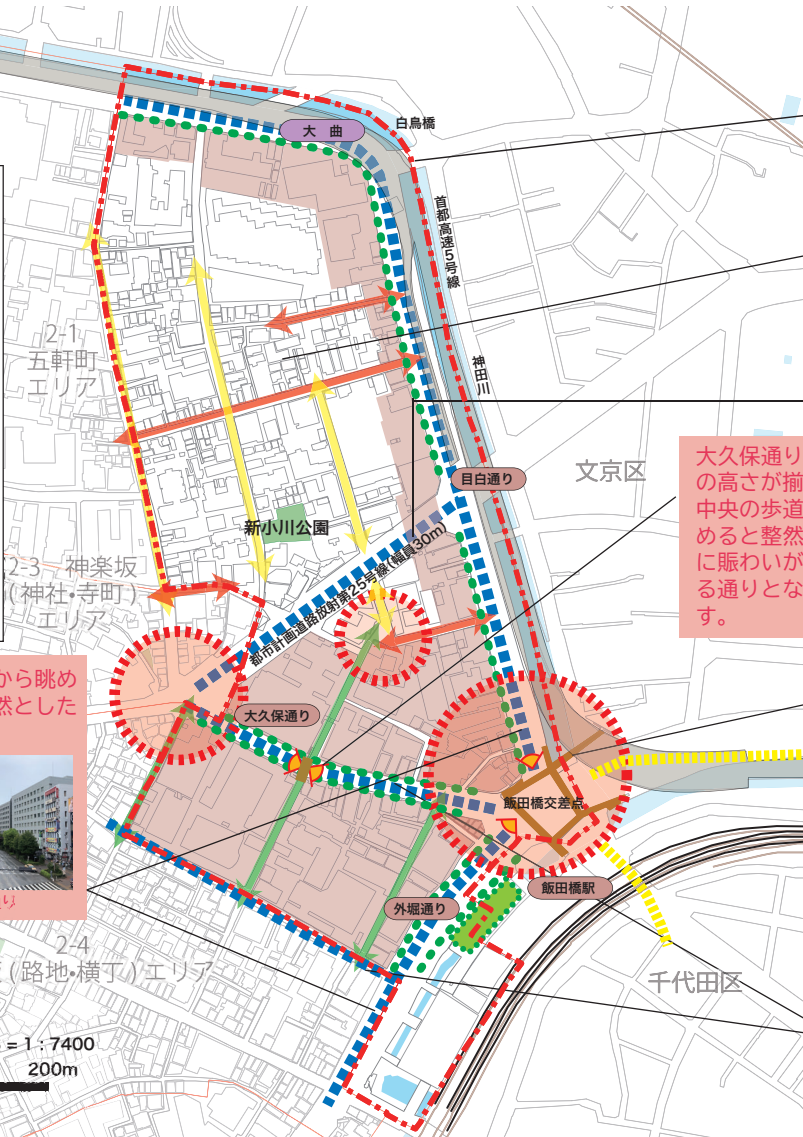 大 曲
白鳥橋
首都高速5号線
2-1
五軒町
エリア
神田川
文京区
目白通り
新小川公園
都市計画道路放射第25号線(幅員30m)
2-3 神楽坂
(神社・寺町)
エリア
大久保通り
の高さが揃
中央の歩道
めると整然
に賑わいが
る通りとな
す。
から眺め
然とした
大久保通り
飯田橋交差点
飯田橋駅
外堀通り
2-4
(路地・横丁)エリア
千代田区
= 1 : 7400
200m